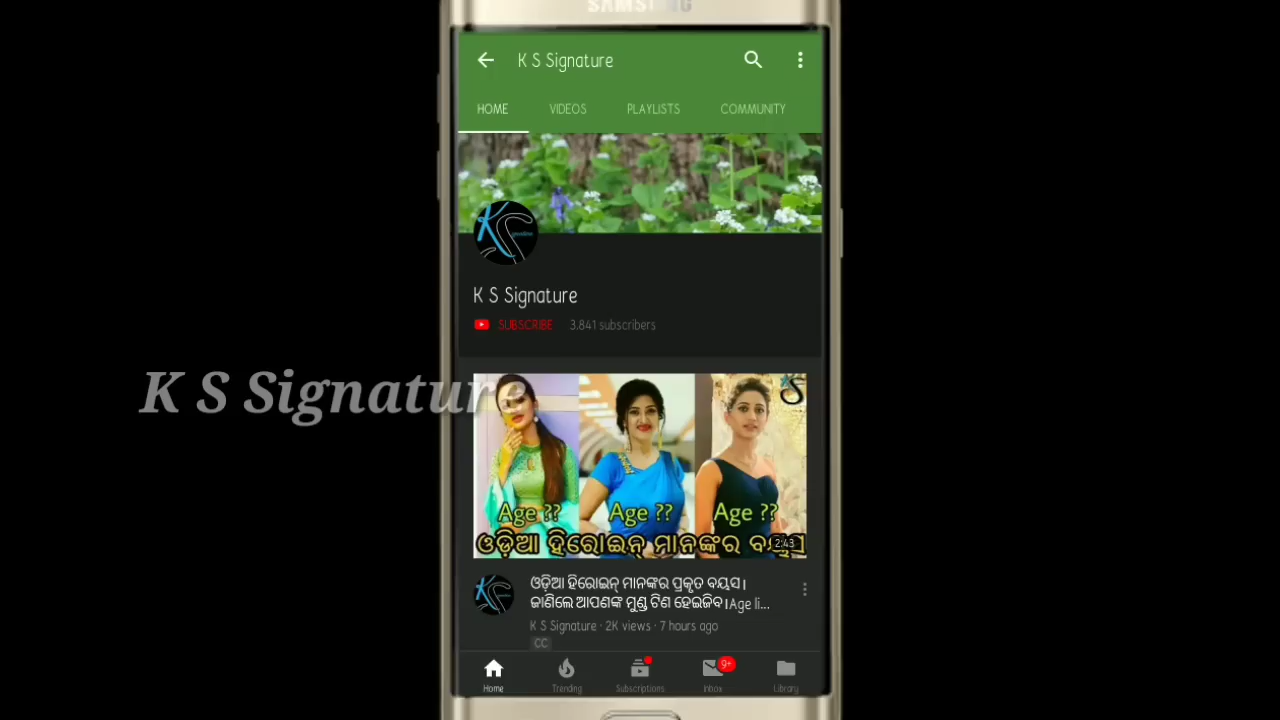 SAMSUNG
K S Signature
HOME VIDEOS PLAYLISTS COMMUNITY
K S Signature
SUBSCRIBE 3,841 subscribers
K S Signature
Age ?? Age ?? Age ??
ଓଡ଼ିଆ ହିରୋଇନ୍ ମାନଙ୍କର ବୟସ
2:43
ଓଡ଼ିଆ ହିରୋଇନ୍ ମାନଙ୍କର ପ୍ରକୃତ ବୟସ।
ଜାଣିଲେ ଆପଣଙ୍କ ମୁଣ୍ଡ ଟିଣ ହେଇଜିବ।Age li...
K S Signature · 2K views · 7 hours ago
CC
9+
Home Trending Subscriptions Inbox Library